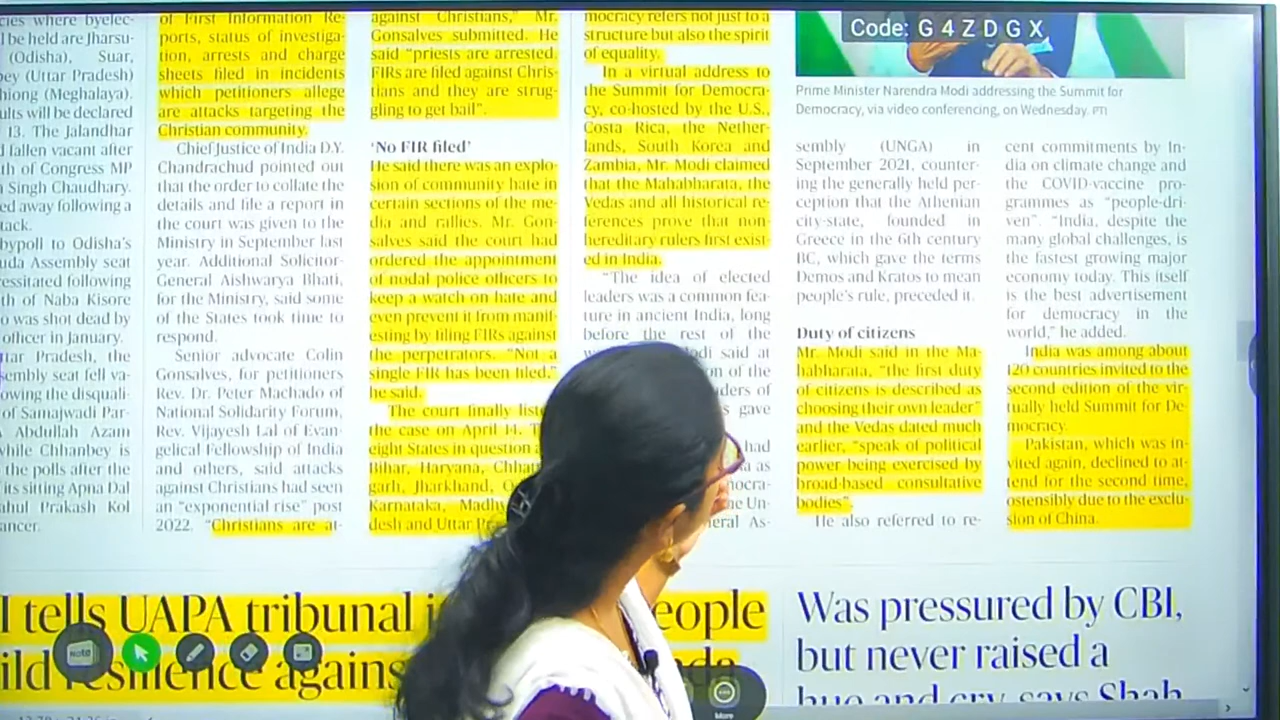 cies where byelec-
l be held are Jharsu-
(Odisha), Suar,
(Uttar Pradesh)
(Meghalaya).
will be declared
13. The Jalandhar
fallen vacant after
of Congress MP
Singh Chaudhary.
away following a
bypoll to Odisha's
Assembly seat
following
of Naba Kisore
was shot dead by
officer in January.
Pradesh, the
seat fell va-
the disquali-
of Samajwadi Par-
Abdullah Azam
Chhanbey is
the polls after the
its sitting Apna Dal
Prakash Kol
of First Information Re-
ports, status of investiga-
tion, arrests and charge
sheets filed in incidents
which petitioners allege
are attacks targeting the
Christian community.
Chief Justice of India D.Y.
Chandrachud pointed out
that the order to collate the
details and file a report in
the court was given to the
Ministry in September last
year. Additional Solicitor-
General Aishwarya Bhati,
for the Ministry, said some
of the States took time to
respond.
Senior advocate Colin
Gonsalves, for petitioners
Rev. Dr. Peter Machado of
National Solidarity Forum,
Rev. Vijayesh Lal of Evan-
gelical Fellowship of India
and others, said attacks
against Christians had seen
an “exponential rise” post
2022. “Christians are at-
against Christians,” Mr.
Gonsalves submitted. He
said “priests are arrested,
FIRs are filed against Chris-
tians and they are strug-
gling to get bail”.
‘No FIR filed’
He said there was an explo-
sion of community hate in
certain sections of the me-
dia and rallies. Mr. Gon-
salves said the court had
ordered the appointment
of nodal police officers to
keep a watch on hate and
even prevent it from manif-
esting by filing FIRs against
the perpetrators. “Not a
single FIR has been filed,”
he said.
The court finally
the case on April 14.
eight States in question
Bihar, Haryana,
garh, Jharkhand,
Karnataka,
desh and Uttar
mocracy refers not just to a
structure but also the spirit
of equality.
In a virtual address to
the Summit for Democra-
cy, co-hosted by the U.S.,
Costa Rica, the Nether-
lands, South Korea and
Zambia, Mr. Modi claimed
that the Mahabharata, the
Vedas and all historical re-
ferences prove that non-
hereditary rulers first exist-
ed in India.
“The idea of elected
leaders was a common fea-
ture in ancient India, long
before the rest of the
said at
of the
gave
had
as
Code: G 4 Z D G X
Prime Minister Narendra Modi addressing the Summit for
Democracy, via video conferencing, on Wednesday. PTI
sembly (UNGA) in
September 2021, counter-
ing the generally held per-
ception that the Athenian
city-state, founded in
Greece in the 6th century
BC, which gave the terms
Demos and Kratos to mean
people's rule, preceded it.
Duty of citizens
Mr. Modi said in the Ma-
habharata, “the first duty
of citizens is described as
choosing their own leader”
and the Vedas dated much
earlier, “speak of political
power being exercised by
broad-based consultative
bodies”.
He also referred to re-
cent commitments by In-
dia on climate change and
the COVID-vaccine pro-
grammes as “people-dri-
ven”. “India, despite the
many global challenges, is
the fastest growing major
economy today. This itself
is the best advertisement
for democracy in the
world,” he added.
India was among about
120 countries invited to the
second edition of the vir-
tually held Summit for De-
mocracy.
Pakistan, which was in-
vited again, declined to at-
tend for the second time,
ostensibly due to the exclu-
sion of China.
tells UAPA tribunal
resilience against
Was pressured by CBI,
but never raised a
hue and cry, says Shah
Note
More